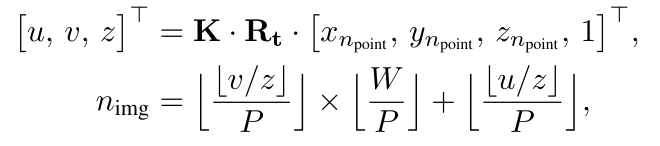 [u, v, z]^⊤ = K · R_t · [x_{n_point}, y_{n_point}, z_{n_point}, 1]^⊤,
n_img = ⌊⌊v/z⌋ / P⌋ × ⌊W / P⌋ + ⌊⌊u/z⌋ / P⌋,